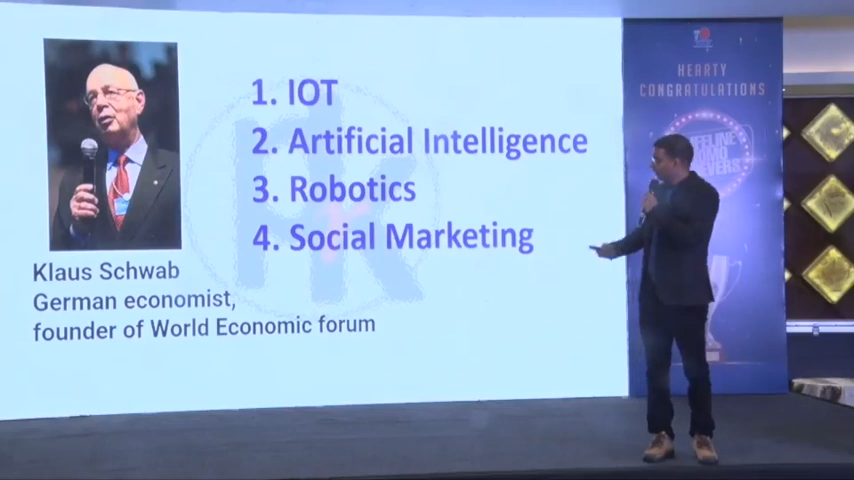 1. IOT
2. Artificial Intelligence
3. Robotics
4. Social Marketing
Klaus Schwab
German economist,
founder of World Economic forum
HEARTY
CONGRATULATIONS